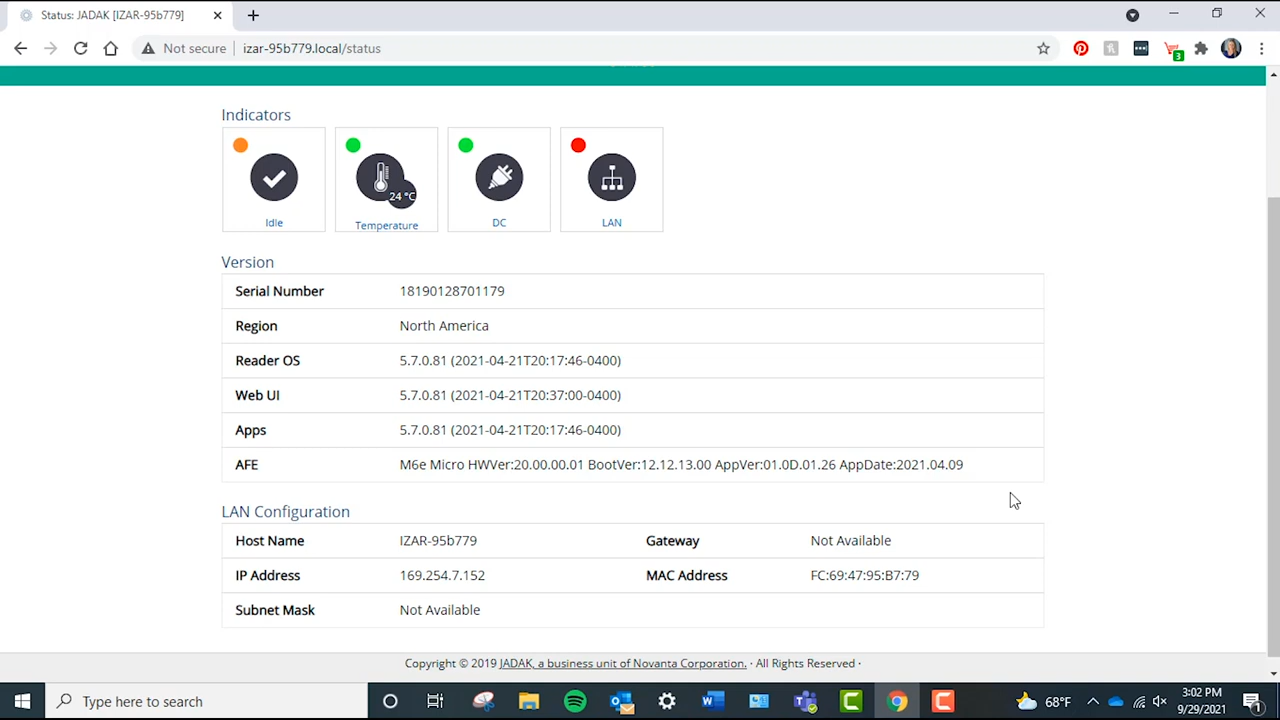 Status: JADAK [IZAR-95b779]
Not secure izar-95b779.local/status
3
Indicators
24 °C
Idle Temperature DC LAN
Version
Serial Number 18190128701179
Region North America
Reader OS 5.7.0.81 (2021-04-21T20:17:46-0400)
Web UI 5.7.0.81 (2021-04-21T20:37:00-0400)
Apps 5.7.0.81 (2021-04-21T20:17:46-0400)
AFE M6e Micro HWVer:20.00.00.01 BootVer:12.12.13.00 AppVer:01.0D.01.26 AppDate:2021.04.09
LAN Configuration
Host Name IZAR-95b779 Gateway Not Available
IP Address 169.254.7.152 MAC Address FC:69:47:95:B7:79
Subnet Mask Not Available
Copyright © 2019 JADAK, a business unit of Novanta Corporation. · All Rights Reserved ·
Type here to search
68°F
3:02 PM
9/29/2021
1